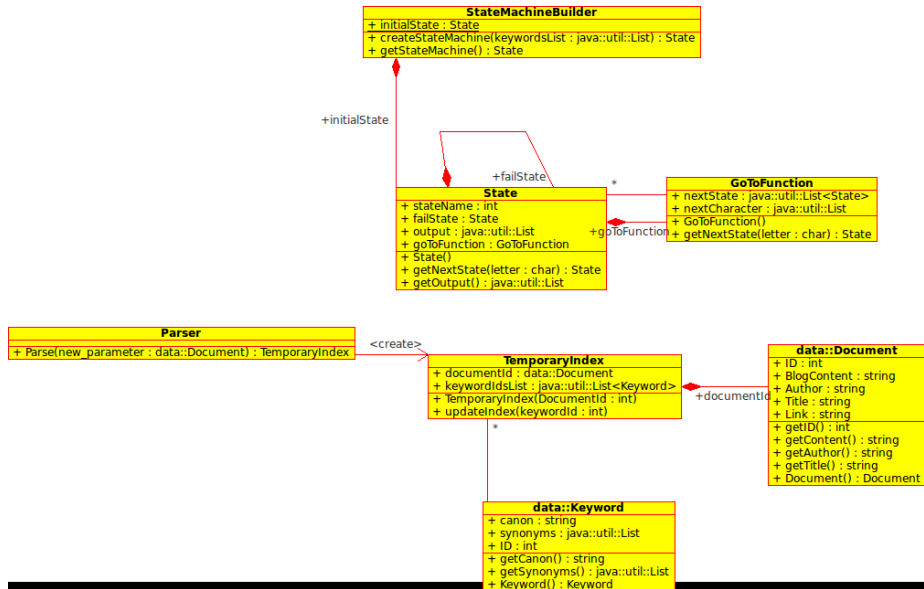 StateMachineBuilder
+ initialState : State
+ createStateMachine(keywordsList : java::util::List) : State
+ getStateMachine() : State
+initialState
+failState
State
+ stateName : int
+ failState : State
+ output : java::util::List
+ goToFunction : GoToFunction
+ State()
+ getNextState(letter : char) : State
+ getOutput() : java::util::List
*
+goToFunction
GoToFunction
+ nextState : java::util::List<State>
+ nextCharacter : java::util::List
+ GoToFunction()
+ getNextState(letter : char) : State
Parser
+ Parse(new_parameter : data::Document) : TemporaryIndex
<create>
TemporaryIndex
+ documentId : data::Document
+ keywordIdsList : java::util::List<Keyword>
+ TemporaryIndex(DocumentId : int)
+ updateIndex(keywordId : int)
+documentId
data::Document
+ ID : int
+ BlogContent : string
+ Author : string
+ Title : string
+ Link : string
+ getID() : int
+ getContent() : string
+ getAuthor() : string
+ getTitle() : string
+ Document() : Document
*
data::Keyword
+ canon : string
+ synonyms : java::util::List
+ ID : int
+ getCanon() : string
+ getSynonyms() : java::util::List
+ Keyword() : Keyword